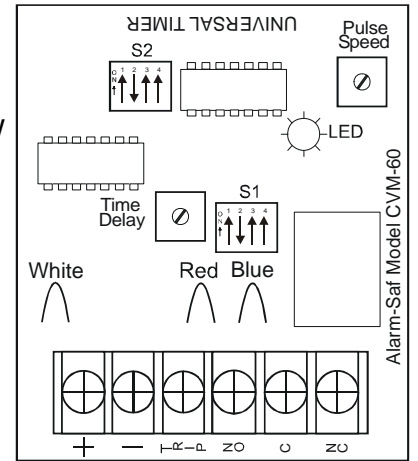 UNIVERSAL TIMER
Pulse
Speed
S2
ON 1 2 3 4
LED
Time
Delay
S1
ON 1 2 3 4
White
Red
Blue
Alarm-Saf Model CVM-60
+ — TRIP NO C NC